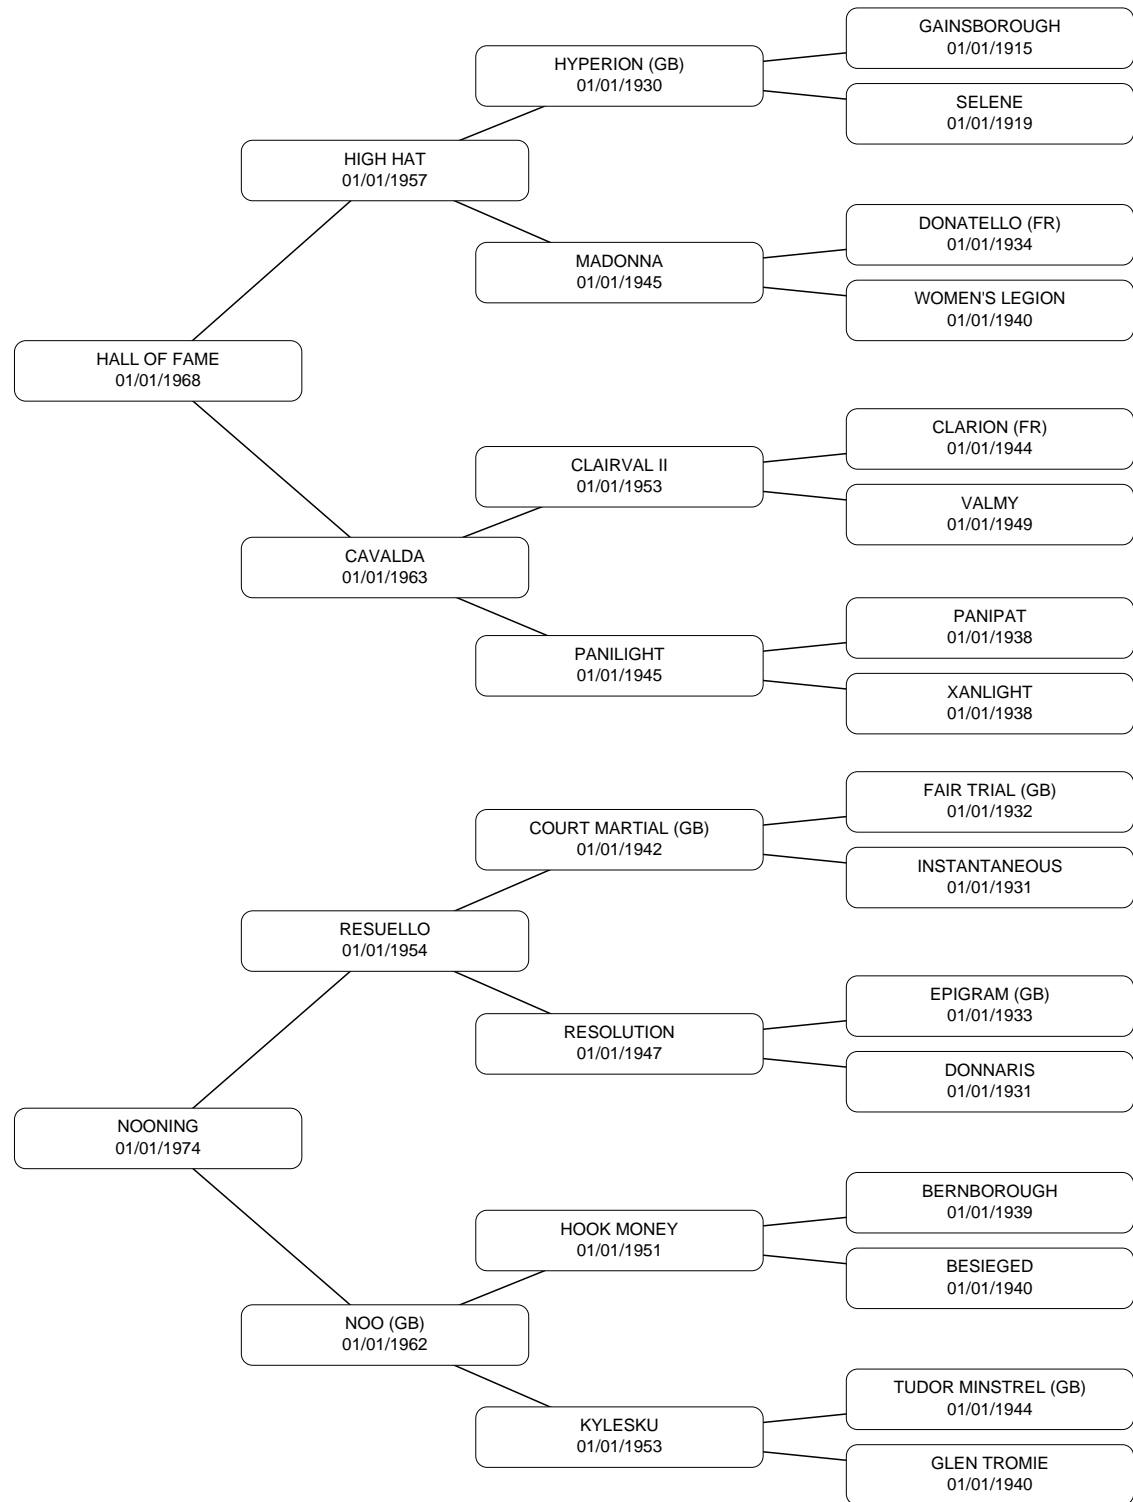 GAINSBOROUGH
01/01/1915
HYPERION (GB)
01/01/1930
SELENE
01/01/1919
HIGH HAT
01/01/1957
DONATELLO (FR)
01/01/1934
MADONNA
01/01/1945
WOMEN'S LEGION
01/01/1940
HALL OF FAME
01/01/1968
CLARION (FR)
01/01/1944
CLAIRVAL II
01/01/1953
VALMY
01/01/1949
CAVALDA
01/01/1963
PANIPAT
01/01/1938
PANILIGHT
01/01/1945
XANLIGHT
01/01/1938
FAIR TRIAL (GB)
01/01/1932
COURT MARTIAL (GB)
01/01/1942
INSTANTANEOUS
01/01/1931
RESUELLO
01/01/1954
EPIGRAM (GB)
01/01/1933
RESOLUTION
01/01/1947
DONNARIS
01/01/1931
NOONING
01/01/1974
BERNBOROUGH
01/01/1939
HOOK MONEY
01/01/1951
BESIEGED
01/01/1940
NOO (GB)
01/01/1962
TUDOR MINSTREL (GB)
01/01/1944
KYLESKU
01/01/1953
GLEN TROMIE
01/01/1940